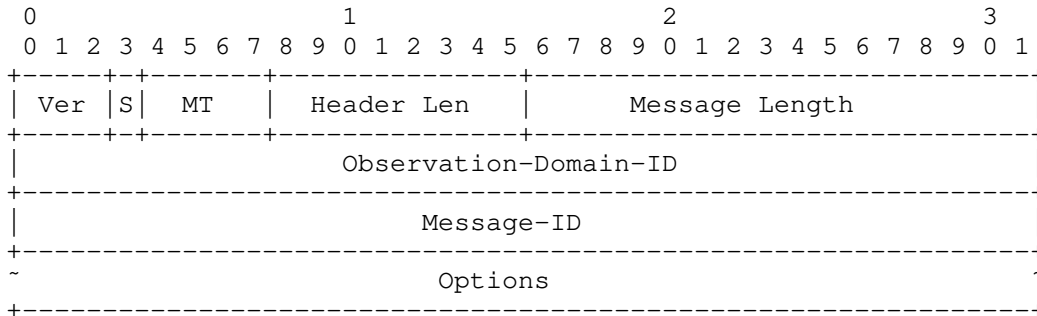 0                   1                   2                   3
0 1 2 3 4 5 6 7 8 9 0 1 2 3 4 5 6 7 8 9 0 1 2 3 4 5 6 7 8 9 0 1
+-----+-+-------+---------------+-------------------------------
| Ver |S|  MT   |  Header Len   |      Message Length
+-----+-+-------+---------------+-------------------------------
|                    Observation-Domain-ID
+---------------------------------------------------------------
|                         Message-ID
+---------------------------------------------------------------
~                          Options                              ~
+---------------------------------------------------------------